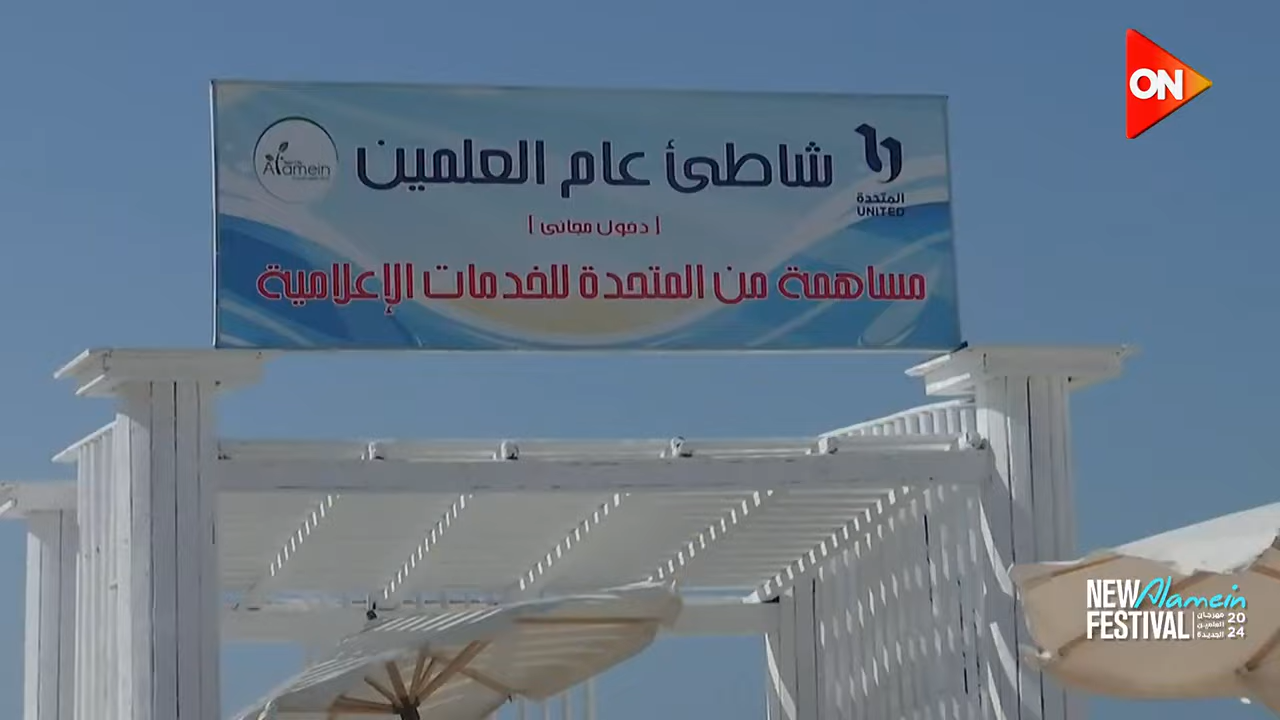 ON
شاطئ عام العلمين
المتحدة
UNITED
Alamein
| دخول مجانى |
مساهمة من المتحدة للخدمات الإعلامية
NEW Alamein
FESTIVAL
مهرجان
العلمين
الجديدة
20
24